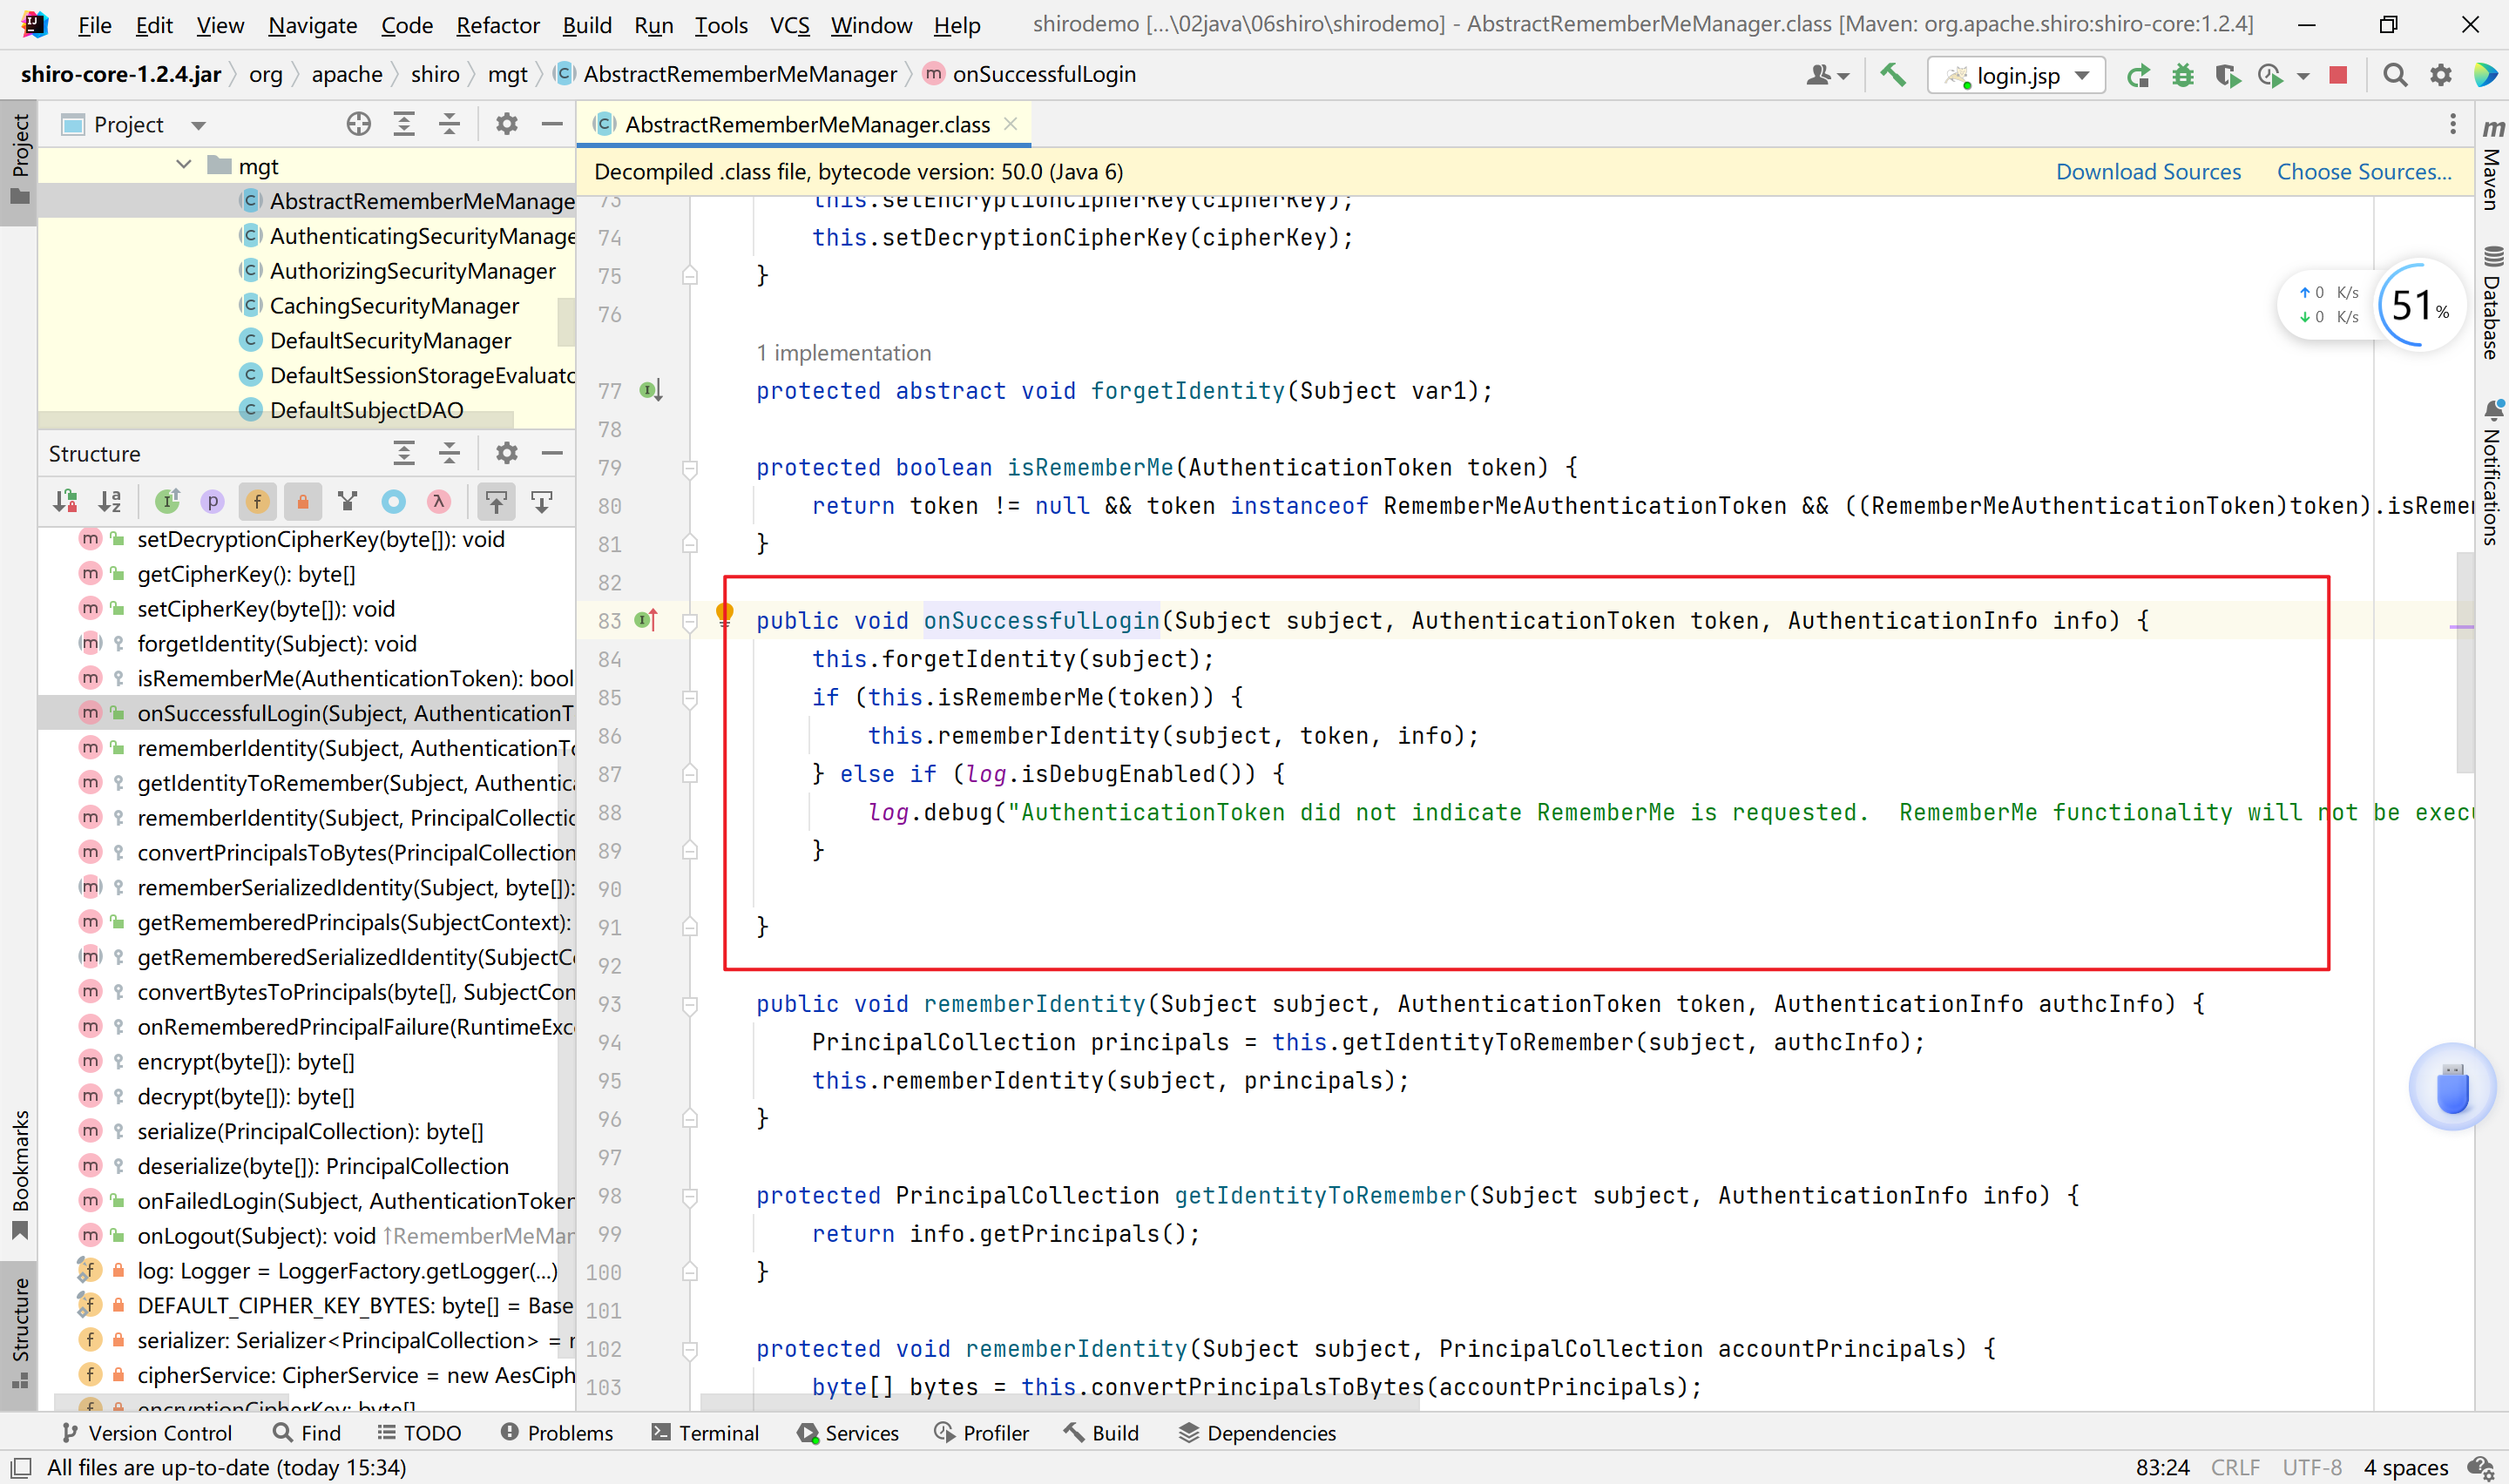 File Edit View Navigate Code Refactor Build Run Tools VCS Window Help shirodemo [...\02java\06shiro\shirodemo] - AbstractRememberMeManager.class [Maven: org.apache.shiro:shiro-core:1.2.4]
shiro-core-1.2.4.jar org apache shiro mgt AbstractRememberMeManager onSuccessfulLogin login.jsp
Project
AbstractRememberMeManager.class
Decompiled .class file, bytecode version: 50.0 (Java 6) Download Sources Choose Sources...
Project
mgt
AbstractRememberMeManage
AuthenticatingSecurityManage
AuthorizingSecurityManager
CachingSecurityManager
DefaultSecurityManager
DefaultSessionStorageEvaluato
DefaultSubjectDAO
Structure
setDecryptionCipherKey(byte[]): void
getCipherKey(): byte[]
setCipherKey(byte[]): void
forgetIdentity(Subject): void
isRememberMe(AuthenticationToken): bool
onSuccessfulLogin(Subject, AuthenticationT
rememberIdentity(Subject, AuthenticationTo
getIdentityToRemember(Subject, Authentica
rememberIdentity(Subject, PrincipalCollectio
convertPrincipalsToBytes(PrincipalCollection
rememberSerializedIdentity(Subject, byte[]):
getRememberedPrincipals(SubjectContext):
getRememberedSerializedIdentity(SubjectCo
convertBytesToPrincipals(byte[], SubjectCon
onRememberedPrincipalFailure(RuntimeExce
encrypt(byte[]): byte[]
decrypt(byte[]): byte[]
serialize(PrincipalCollection): byte[]
deserialize(byte[]): PrincipalCollection
onFailedLogin(Subject, AuthenticationToken
onLogout(Subject): void ↑RememberMeMar
log: Logger = LoggerFactory.getLogger(...)
DEFAULT_CIPHER_KEY_BYTES: byte[] = Base
serializer: Serializer<PrincipalCollection> = n
cipherService: CipherService = new AesCiph
encryptionCipherKey: byte[]
Bookmarks
Structure
73 this.setEncryptionCipherKey(cipherKey);
74 this.setDecryptionCipherKey(cipherKey);
75 }
76
1 implementation
77 protected abstract void forgetIdentity(Subject var1);
78
79 protected boolean isRememberMe(AuthenticationToken token) {
80 return token != null && token instanceof RememberMeAuthenticationToken && ((RememberMeAuthenticationToken)token).isRemem
81 }
82
83 public void onSuccessfulLogin(Subject subject, AuthenticationToken token, AuthenticationInfo info) {
84 this.forgetIdentity(subject);
85 if (this.isRememberMe(token)) {
86 this.rememberIdentity(subject, token, info);
87 } else if (log.isDebugEnabled()) {
88 log.debug("AuthenticationToken did not indicate RememberMe is requested.  RememberMe functionality will not be execu
89 }
90
91 }
92
93 public void rememberIdentity(Subject subject, AuthenticationToken token, AuthenticationInfo authcInfo) {
94 PrincipalCollection principals = this.getIdentityToRemember(subject, authcInfo);
95 this.rememberIdentity(subject, principals);
96 }
97
98 protected PrincipalCollection getIdentityToRemember(Subject subject, AuthenticationInfo info) {
99 return info.getPrincipals();
100 }
101
102 protected void rememberIdentity(Subject subject, PrincipalCollection accountPrincipals) {
103 byte[] bytes = this.convertPrincipalsToBytes(accountPrincipals);
↑ 0 K/s
↓ 0 K/s
51%
Maven
Database
Notifications
Version Control Find TODO Problems Terminal Services Profiler Build Dependencies
All files are up-to-date (today 15:34) 83:24 CRLF UTF-8 4 spaces